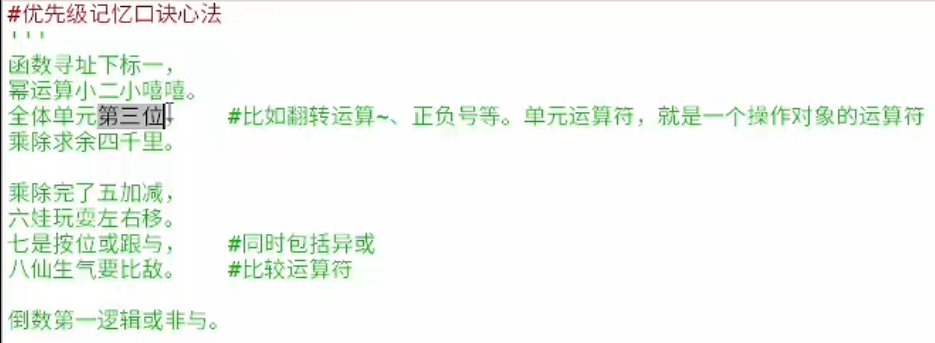 #优先级记忆口诀心法
'''
函数寻址下标一，
幂运算小二小嘻嘻。
全体单元第三位，    #比如翻转运算~、正负号等。单元运算符，就是一个操作对象的运算符
乘除求余四千里。
乘除完了五加减，
六娃玩耍左右移。
七是按位或跟与，    #同时包括异或
八仙生气要比敌。    #比较运算符
倒数第一逻辑或非与。